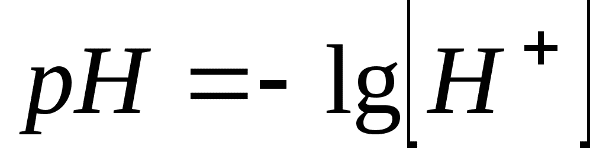 pH =- lg[H⁺]